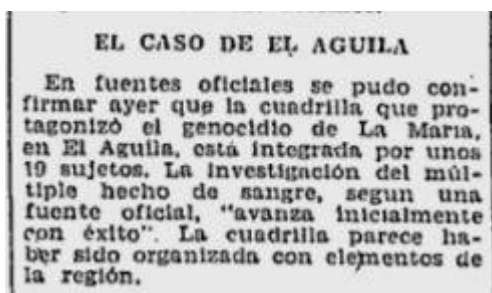 EL CASO DE EL AGUILA
En fuentes oficiales se pudo con-
firmar ayer que la cuadrilla que pro-
tagonizó el genocidio de La María,
en El Aguila, está integrada por unos
19 sujetos. La investigación del múl-
tiple hecho de sangre, segun una
fuente oficial, "avanza inicialmente
con éxito". La cuadrilla parece ha-
ber sido organizada con elementos de
la región.